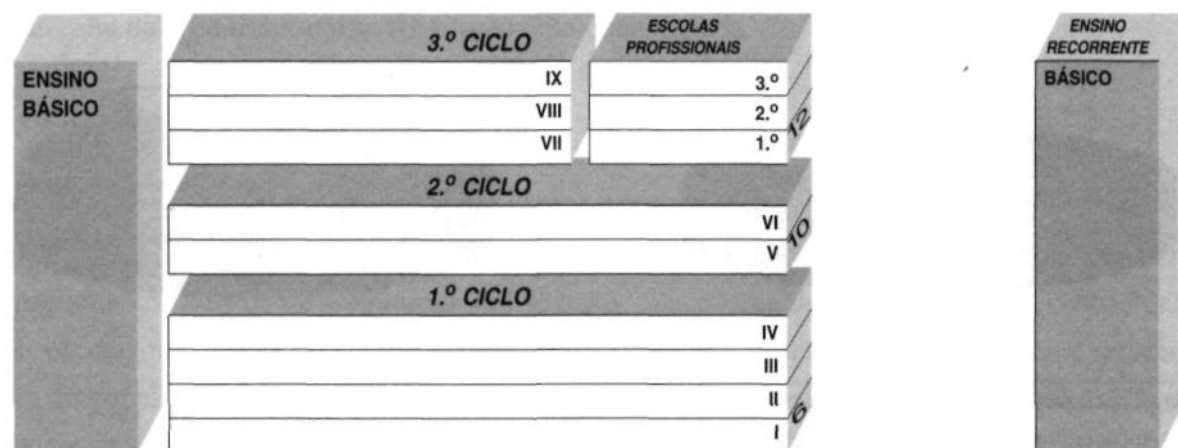 ENSINO
BÁSICO
3.º CICLO
IX
VIII
VII
ESCOLAS
PROFISSIONAIS
3.º
2.º
1.º
12
2.º CICLO
VI
V
10
1.º CICLO
IV
III
II
I
6
ENSINO
RECORRENTE
BÁSICO